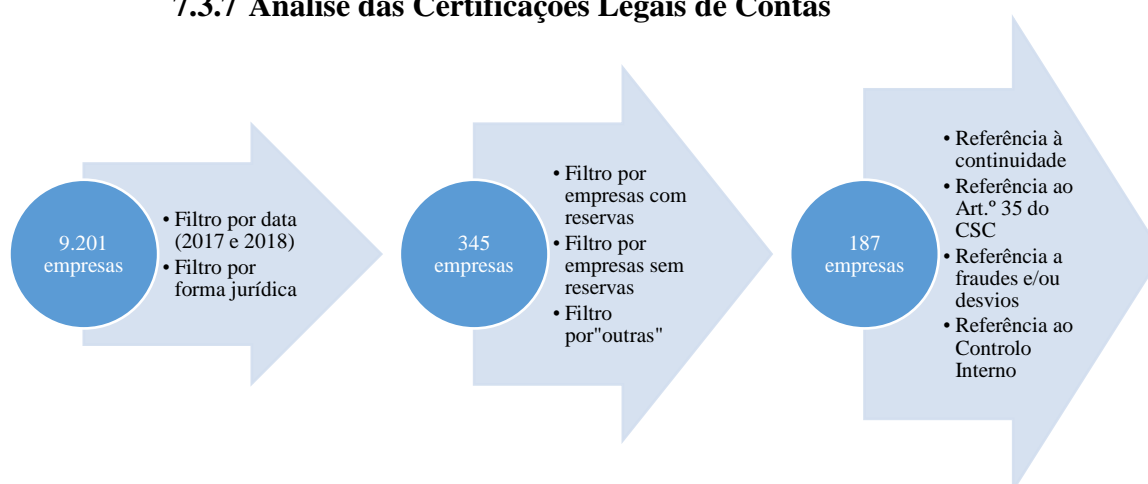 7.3.7 Análise das Certificações Legais de Contas
9.201
empresas
• Filtro por data
(2017 e 2018)
• Filtro por
forma jurídica
345
empresas
• Filtro por
empresas com
reservas
• Filtro por
empresas sem
reservas
• Filtro
por"outras"
187
empresas
• Referência à
continuidade
• Referência ao
Art.º 35 do
CSC
• Referência a
fraudes e/ou
desvios
• Referência ao
Controlo
Interno